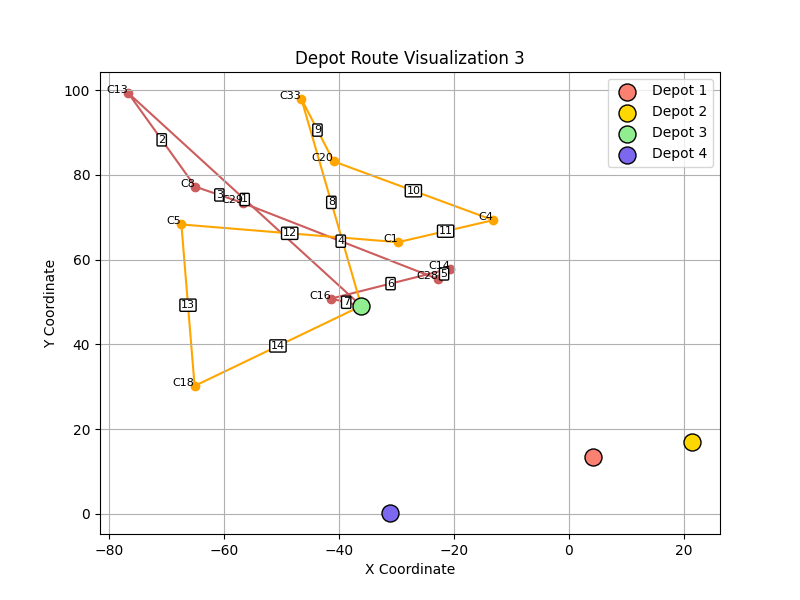 Depot Route Visualization 3
Depot 1
Depot 2
Depot 3
Depot 4
C13
C33
2
9
C20
C8
3
C29
1
10
8
C5
C4
12
4
C1
11
C14
C28
5
6
C16
7
13
14
C18
100
80
60
40
20
0
Y Coordinate
−80
−60
−40
−20
0
20
X Coordinate